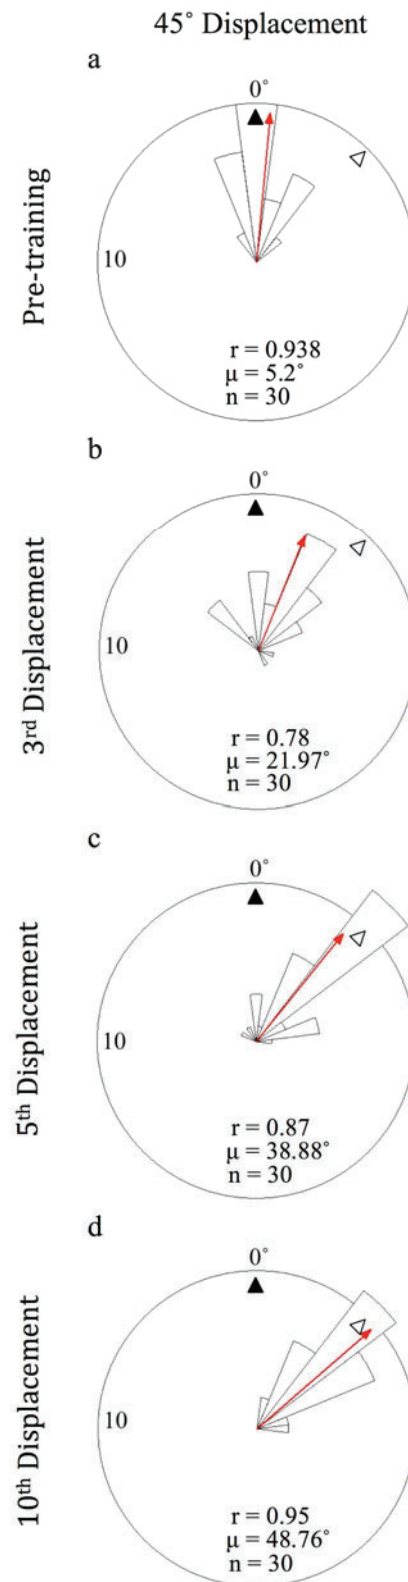 45° Displacement
a
0°
10
Pre-training
r = 0.938
μ = 5.2°
n = 30
b
0°
10
3rd Displacement
r = 0.78
μ = 21.97°
n = 30
c
0°
10
5th Displacement
r = 0.87
μ = 38.88°
n = 30
d
0°
10
10th Displacement
r = 0.95
μ = 48.76°
n = 30